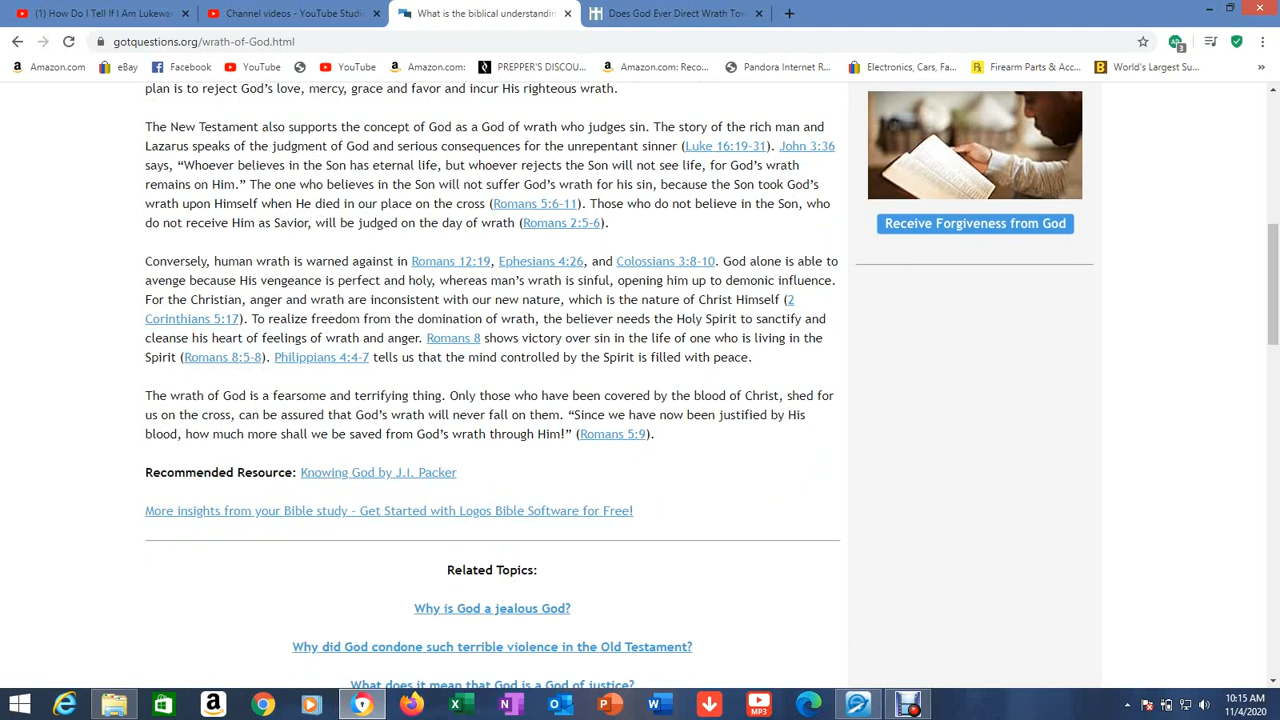 (1) How Do I Tell If I Am Lukewar
Channel videos - YouTube Studi
What is the biblical understandin
Does God Ever Direct Wrath Tow
gotquestions.org/wrath-of-God.html
3
Amazon.com
eBay
Facebook
YouTube
YouTube
Amazon.com:
PREPPER'S DISCOU...
Amazon.com: Reco...
Pandora Internet R...
Electronics, Cars, Fa...
Firearm Parts & Acc...
World's Largest Su...
»
plan is to reject God's love, mercy, grace and favor and incur His righteous wrath.
The New Testament also supports the concept of God as a God of wrath who judges sin. The story of the rich man and
Lazarus speaks of the judgment of God and serious consequences for the unrepentant sinner (Luke 16:19–31). John 3:36
says, “Whoever believes in the Son has eternal life, but whoever rejects the Son will not see life, for God’s wrath
remains on Him.” The one who believes in the Son will not suffer God’s wrath for his sin, because the Son took God’s
wrath upon Himself when He died in our place on the cross (Romans 5:6–11). Those who do not believe in the Son, who
do not receive Him as Savior, will be judged on the day of wrath (Romans 2:5–6).
Conversely, human wrath is warned against in Romans 12:19, Ephesians 4:26, and Colossians 3:8-10. God alone is able to
avenge because His vengeance is perfect and holy, whereas man’s wrath is sinful, opening him up to demonic influence.
For the Christian, anger and wrath are inconsistent with our new nature, which is the nature of Christ Himself (2
Corinthians 5:17). To realize freedom from the domination of wrath, the believer needs the Holy Spirit to sanctify and
cleanse his heart of feelings of wrath and anger. Romans 8 shows victory over sin in the life of one who is living in the
Spirit (Romans 8:5–8). Philippians 4:4-7 tells us that the mind controlled by the Spirit is filled with peace.
The wrath of God is a fearsome and terrifying thing. Only those who have been covered by the blood of Christ, shed for
us on the cross, can be assured that God’s wrath will never fall on them. “Since we have now been justified by His
blood, how much more shall we be saved from God’s wrath through Him!” (Romans 5:9).
Recommended Resource: Knowing God by J.I. Packer
More insights from your Bible study - Get Started with Logos Bible Software for Free!
Related Topics:
Why is God a jealous God?
Why did God condone such terrible violence in the Old Testament?
What does it mean that God is a God of justice?
Receive Forgiveness from God
MP3
10:15 AM
11/4/2020